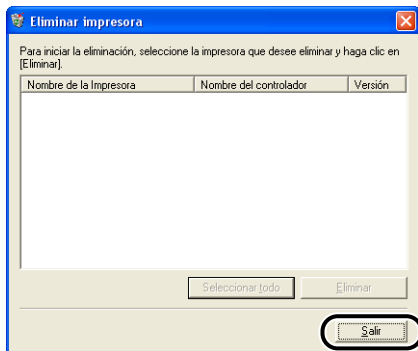 Eliminar impresora
Para iniciar la eliminación, seleccione la impresora que desee eliminar y haga clic en
[Eliminar].
Nombre de la Impresora Nombre del controlador Versión
Seleccionar todo Eliminar
Salir